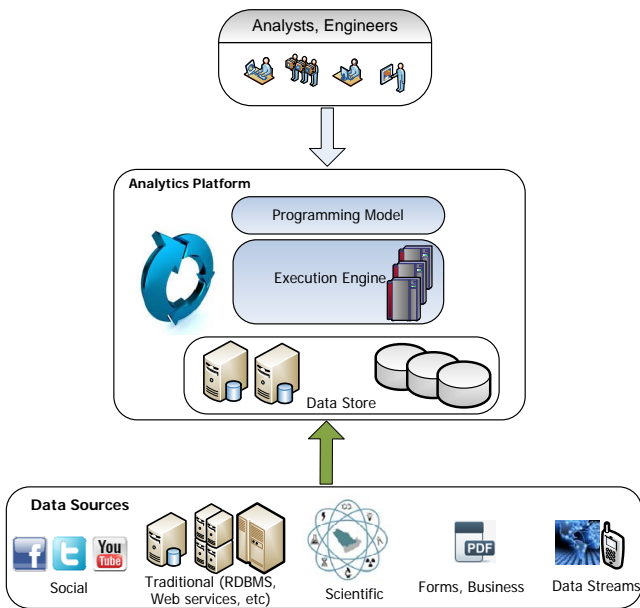 Analysts, Engineers
Analytics Platform
Programming Model
Execution Engine
Data Store
Data Sources
f
t
You
Tube
PDF
Social
Traditional (RDBMS,
Web services, etc)
Scientific
Forms, Business
Data Streams